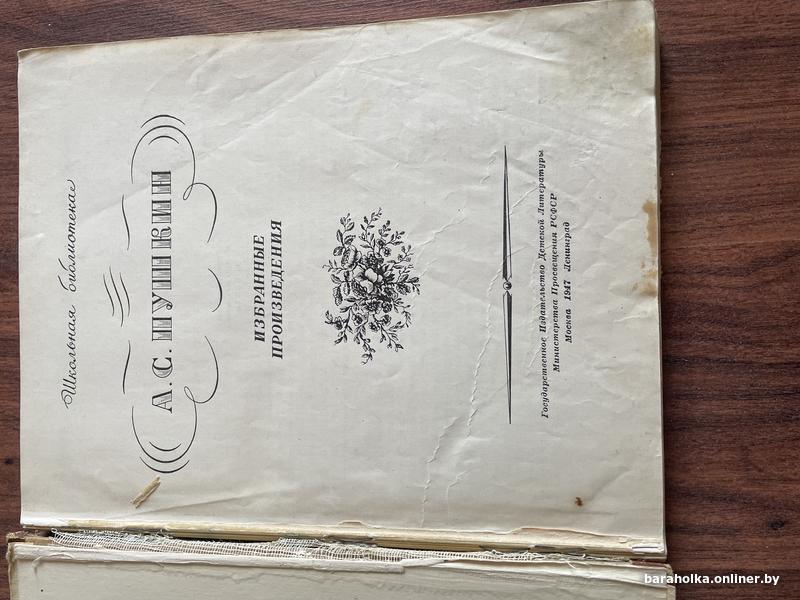 Школьная библиотека
А.С. ПУШКИН
ИЗБРАННЫЕ
ПРОИЗВЕДЕНИЯ
Государственное Издательство Детской Литературы
Министерства Просвещения РСФСР
Москва 1947 Ленинград
baraholka.onliner.by